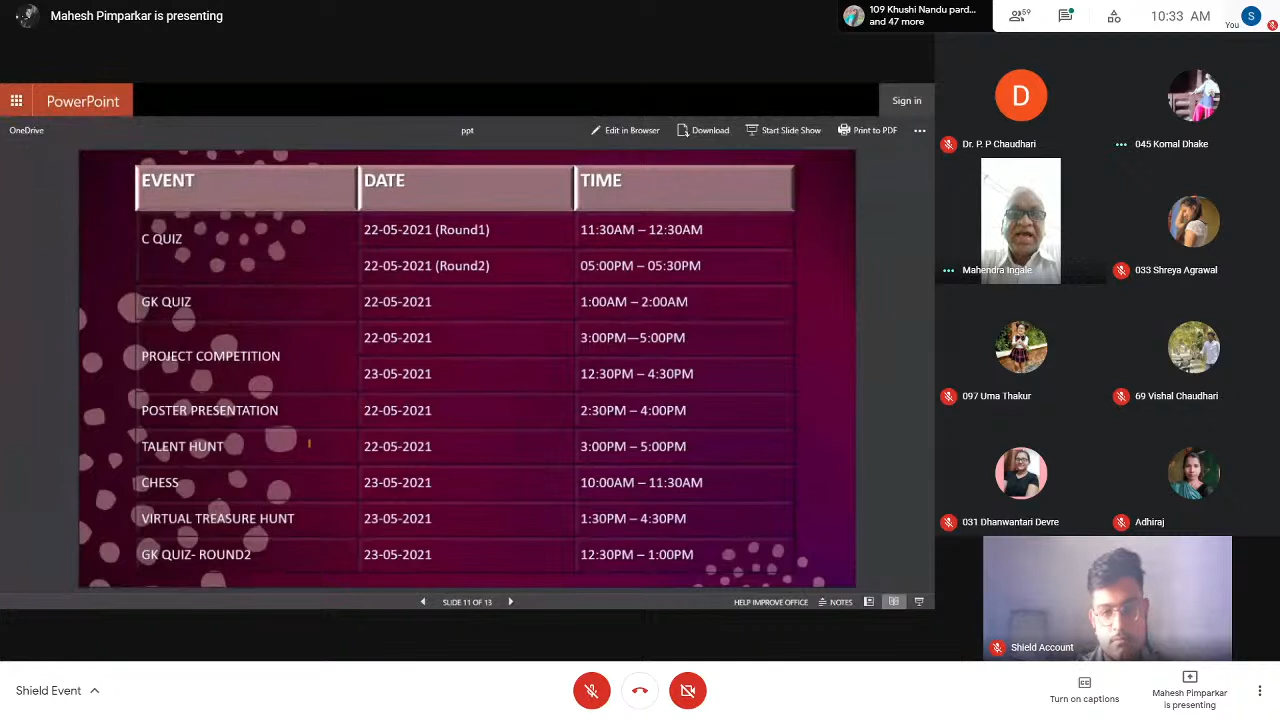 Mahesh Pimparkar is presenting
109 Khushi Nandu pard...
and 47 more
59
10:33 AM
You
S
PowerPoint
Sign in
OneDrive
ppt
Edit in Browser
Download
Start Slide Show
Print to PDF
EVENT DATE TIME
C QUIZ
22-05-2021 (Round1) 11:30AM – 12:30AM
22-05-2021 (Round2) 05:00PM – 05:30PM
GK QUIZ 22-05-2021 1:00AM – 2:00AM
PROJECT COMPETITION
22-05-2021 3:00PM—5:00PM
23-05-2021 12:30PM – 4:30PM
POSTER PRESENTATION 22-05-2021 2:30PM – 4:00PM
TALENT HUNT 22-05-2021 3:00PM – 5:00PM
CHESS 23-05-2021 10:00AM – 11:30AM
VIRTUAL TREASURE HUNT 23-05-2021 1:30PM – 4:30PM
GK QUIZ- ROUND2 23-05-2021 12:30PM – 1:00PM
SLIDE 11 OF 13
HELP IMPROVE OFFICE
NOTES
D
Dr. P. P Chaudhari
045 Komal Dhake
Mahendra Ingale
033 Shreya Agrawal
097 Uma Thakur
69 Vishal Chaudhari
031 Dhanwantari Devre
Adhiraj
Shield Account
Shield Event
Turn on captions
Mahesh Pimparkar
is presenting